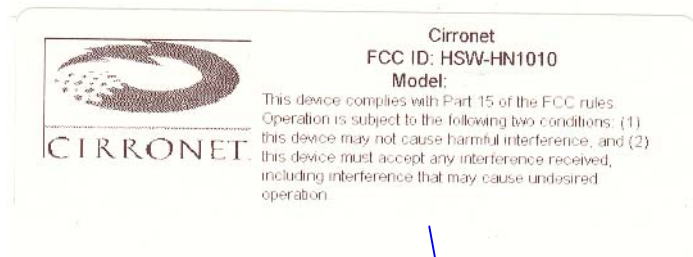 Cirronet
FCC ID: HSW-HN1010
Model:
This device complies with Part 15 of the FCC rules.
Operation is subject to the following two conditions: (1)
this device may not cause harmful interference, and (2)
this device must accept any interference received,
including interference that may cause undesired
operation.
CIRRONET